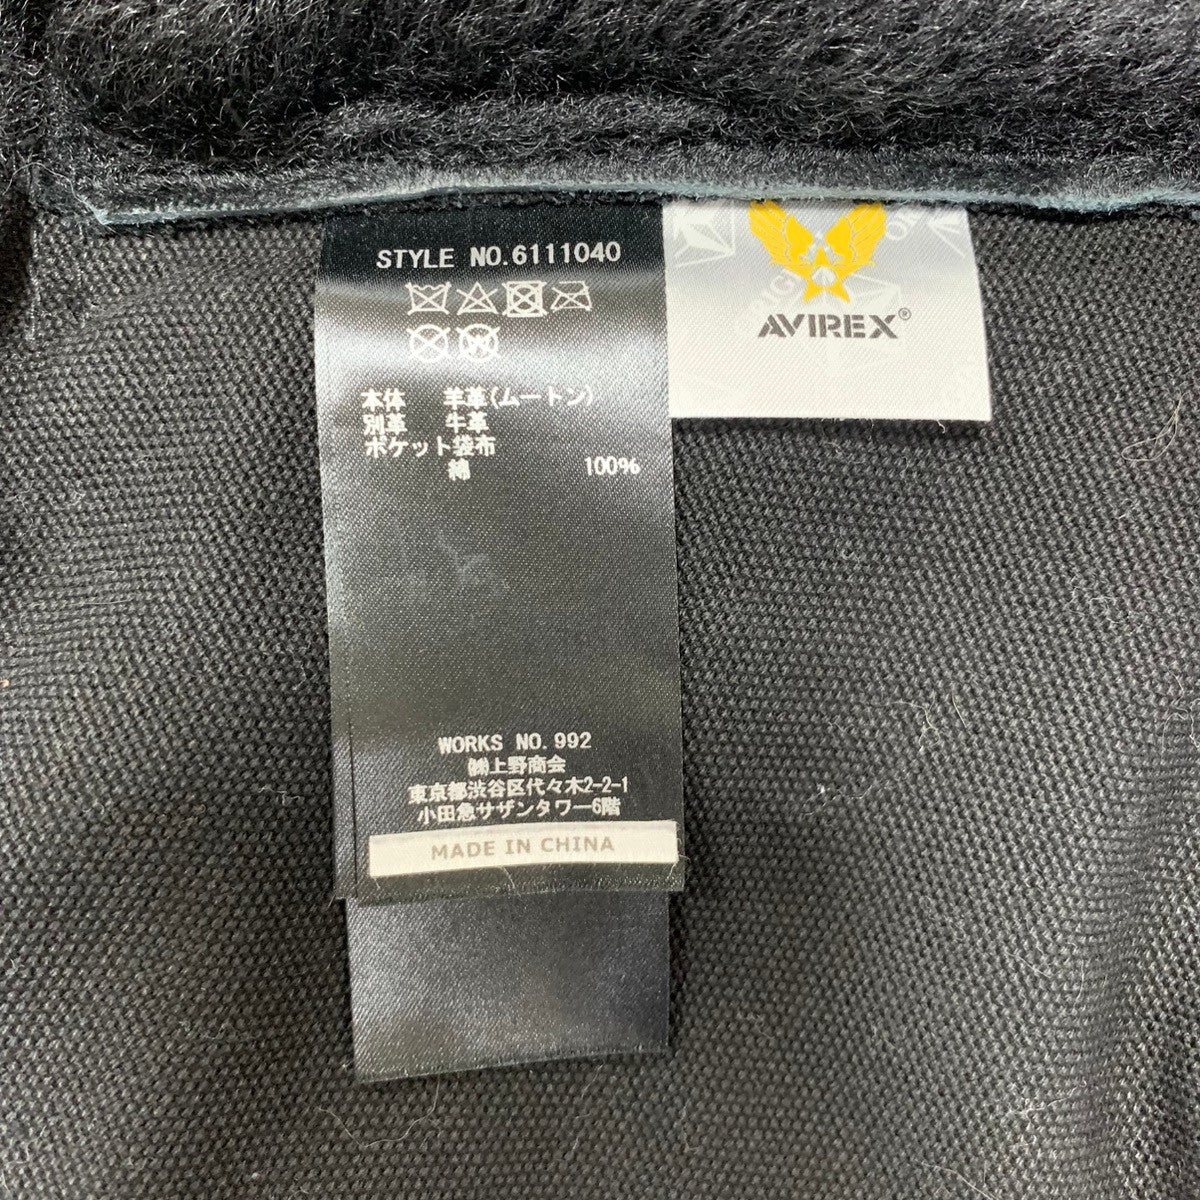 STYLE NO.6111040
本体 羊革(ムートン)
別革 牛革
ポケット袋布
綿 100%
WORKS NO.992
㈱上野商会
東京都渋谷区代々木2-2-1
小田急サザンタワー6階
MADE IN CHINA
AVIREX®